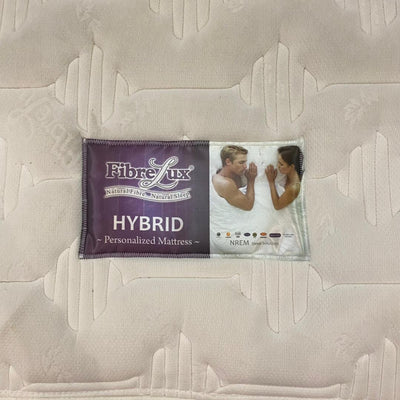 FibreLux
Natural Fibre, Natural Sleep
HYBRID
~ Personalized Mattress ~
NREM